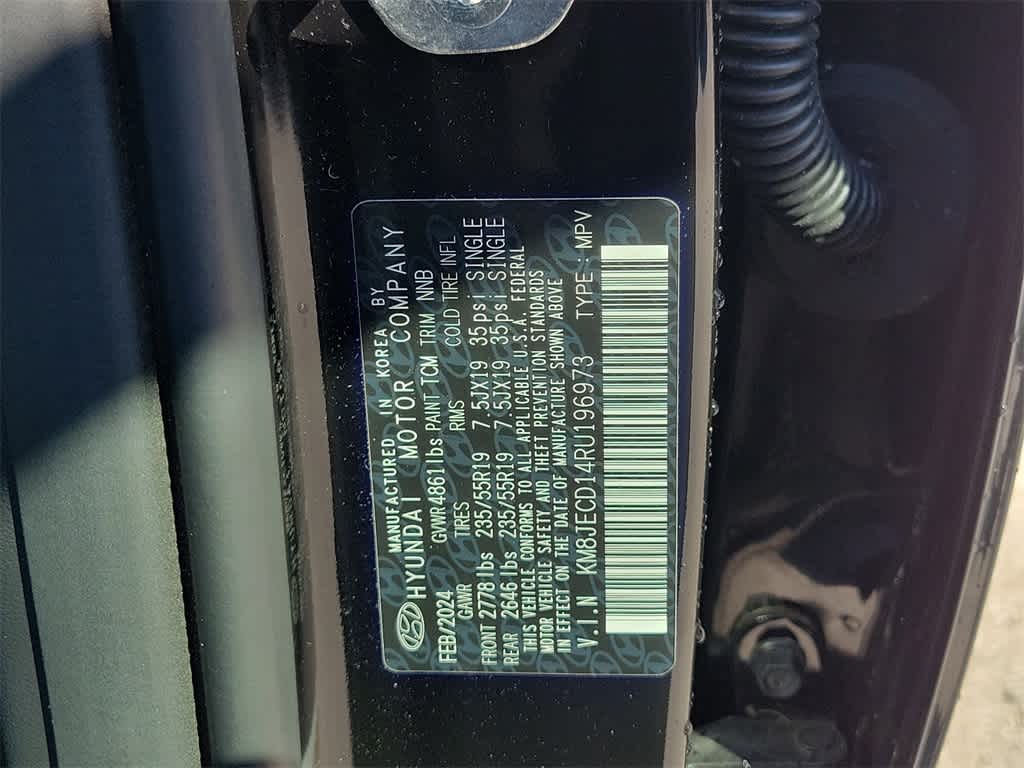 MANUFACTURED IN KOREA BY
HYUNDAI MOTOR COMPANY
FEB/2024 GVWR 4861 lbs PAINT TCM TRIM NNB
GAWR TIRES RIMS COLD TIRE INFL
FRONT 2778 lbs 235/55R19 7.5JX19 35psi SINGLE
REAR 2646 lbs 235/55R19 7.5JX19 35psi SINGLE
THIS VEHICLE CONFORMS TO ALL APPLICABLE U.S.A. FEDERAL
MOTOR VEHICLE SAFETY AND THEFT PREVENTION STANDARDS
IN EFFECT ON THE DATE OF MANUFACTURE SHOWN ABOVE
V.I.N KM8JECD14RU196973 TYPE : MPV